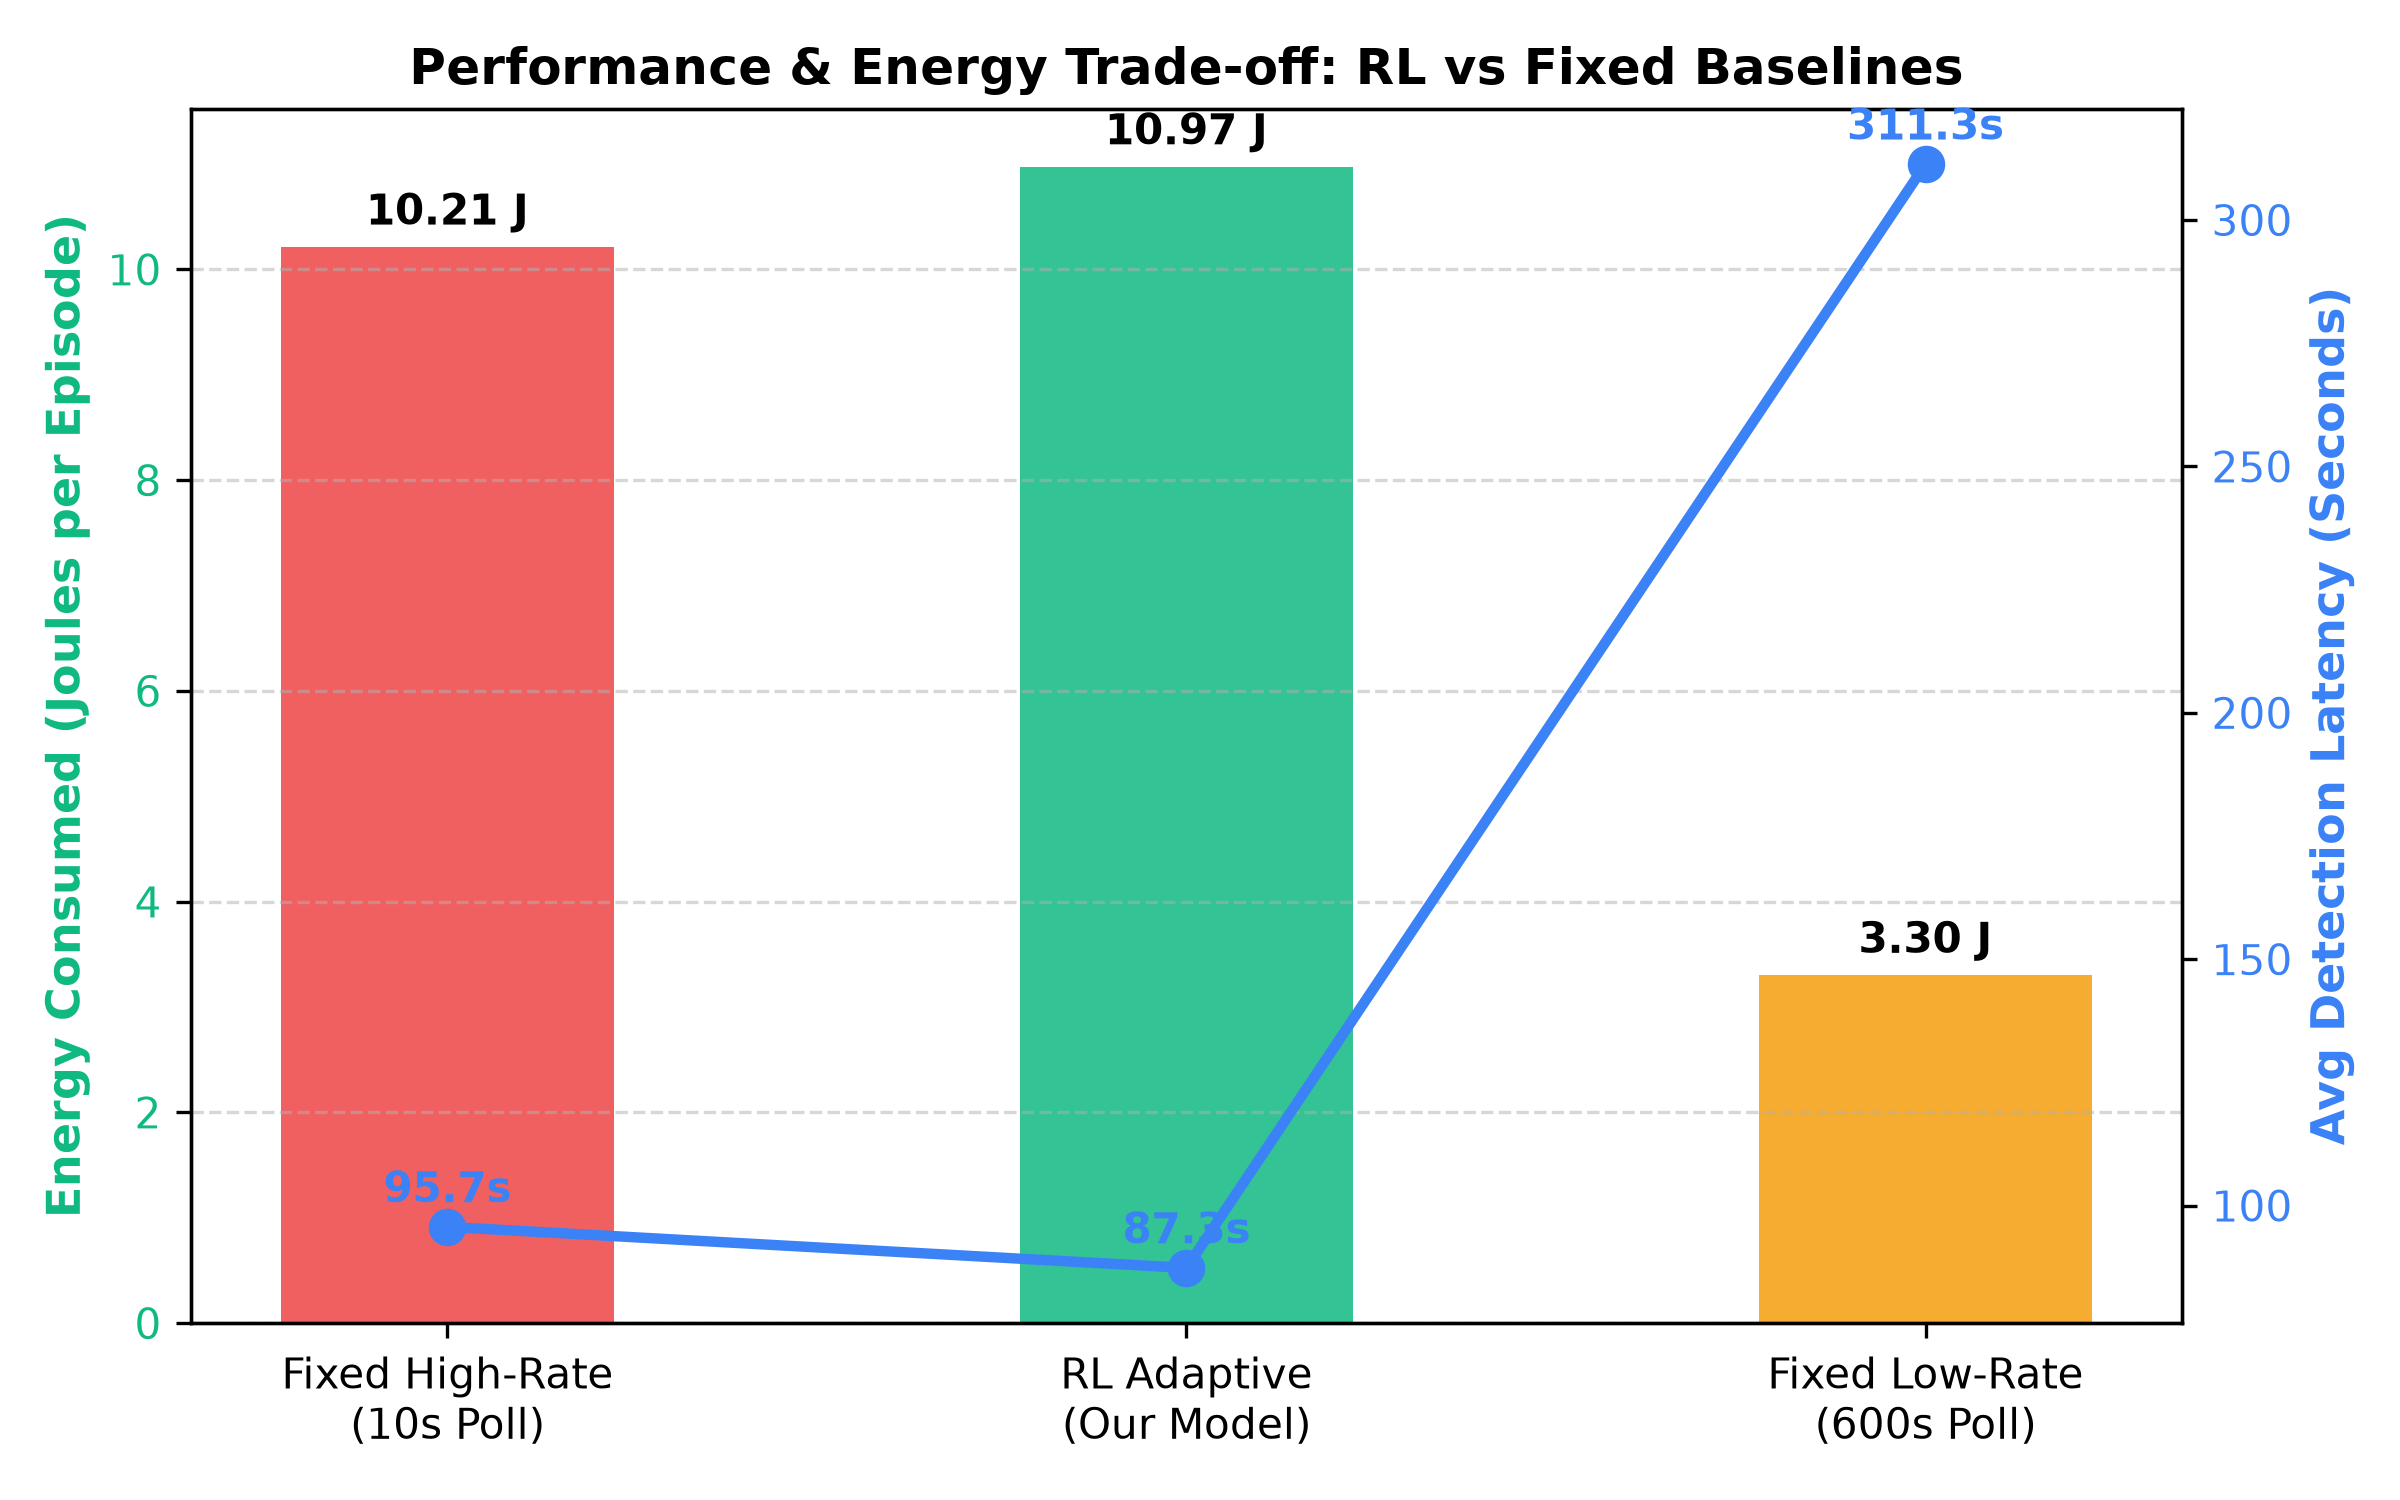 Performance & Energy Trade-off: RL vs Fixed Baselines
Energy Consumed (Joules per Episode)
10
8
6
4
2
0
10.21 J
10.97 J
3.30 J
95.7s
87.3s
311.3s
300
250
200
150
100
Avg Detection Latency (Seconds)
Fixed High-Rate
(10s Poll)
RL Adaptive
(Our Model)
Fixed Low-Rate
(600s Poll)